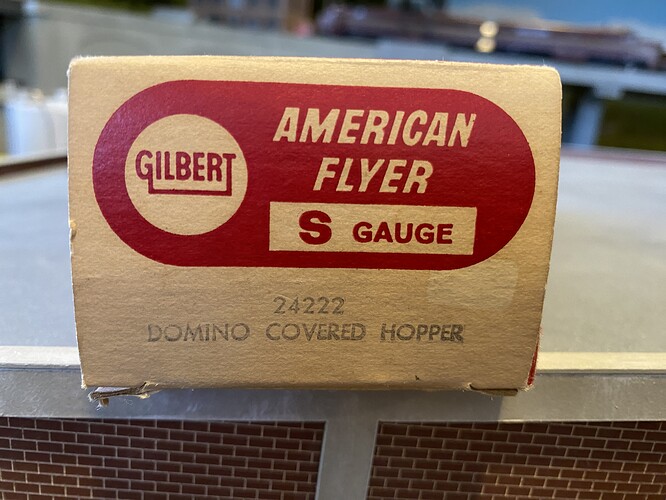 GILBERT
AMERICAN
FLYER
S GAUGE
24222
DOMINO COVERED HOPPER